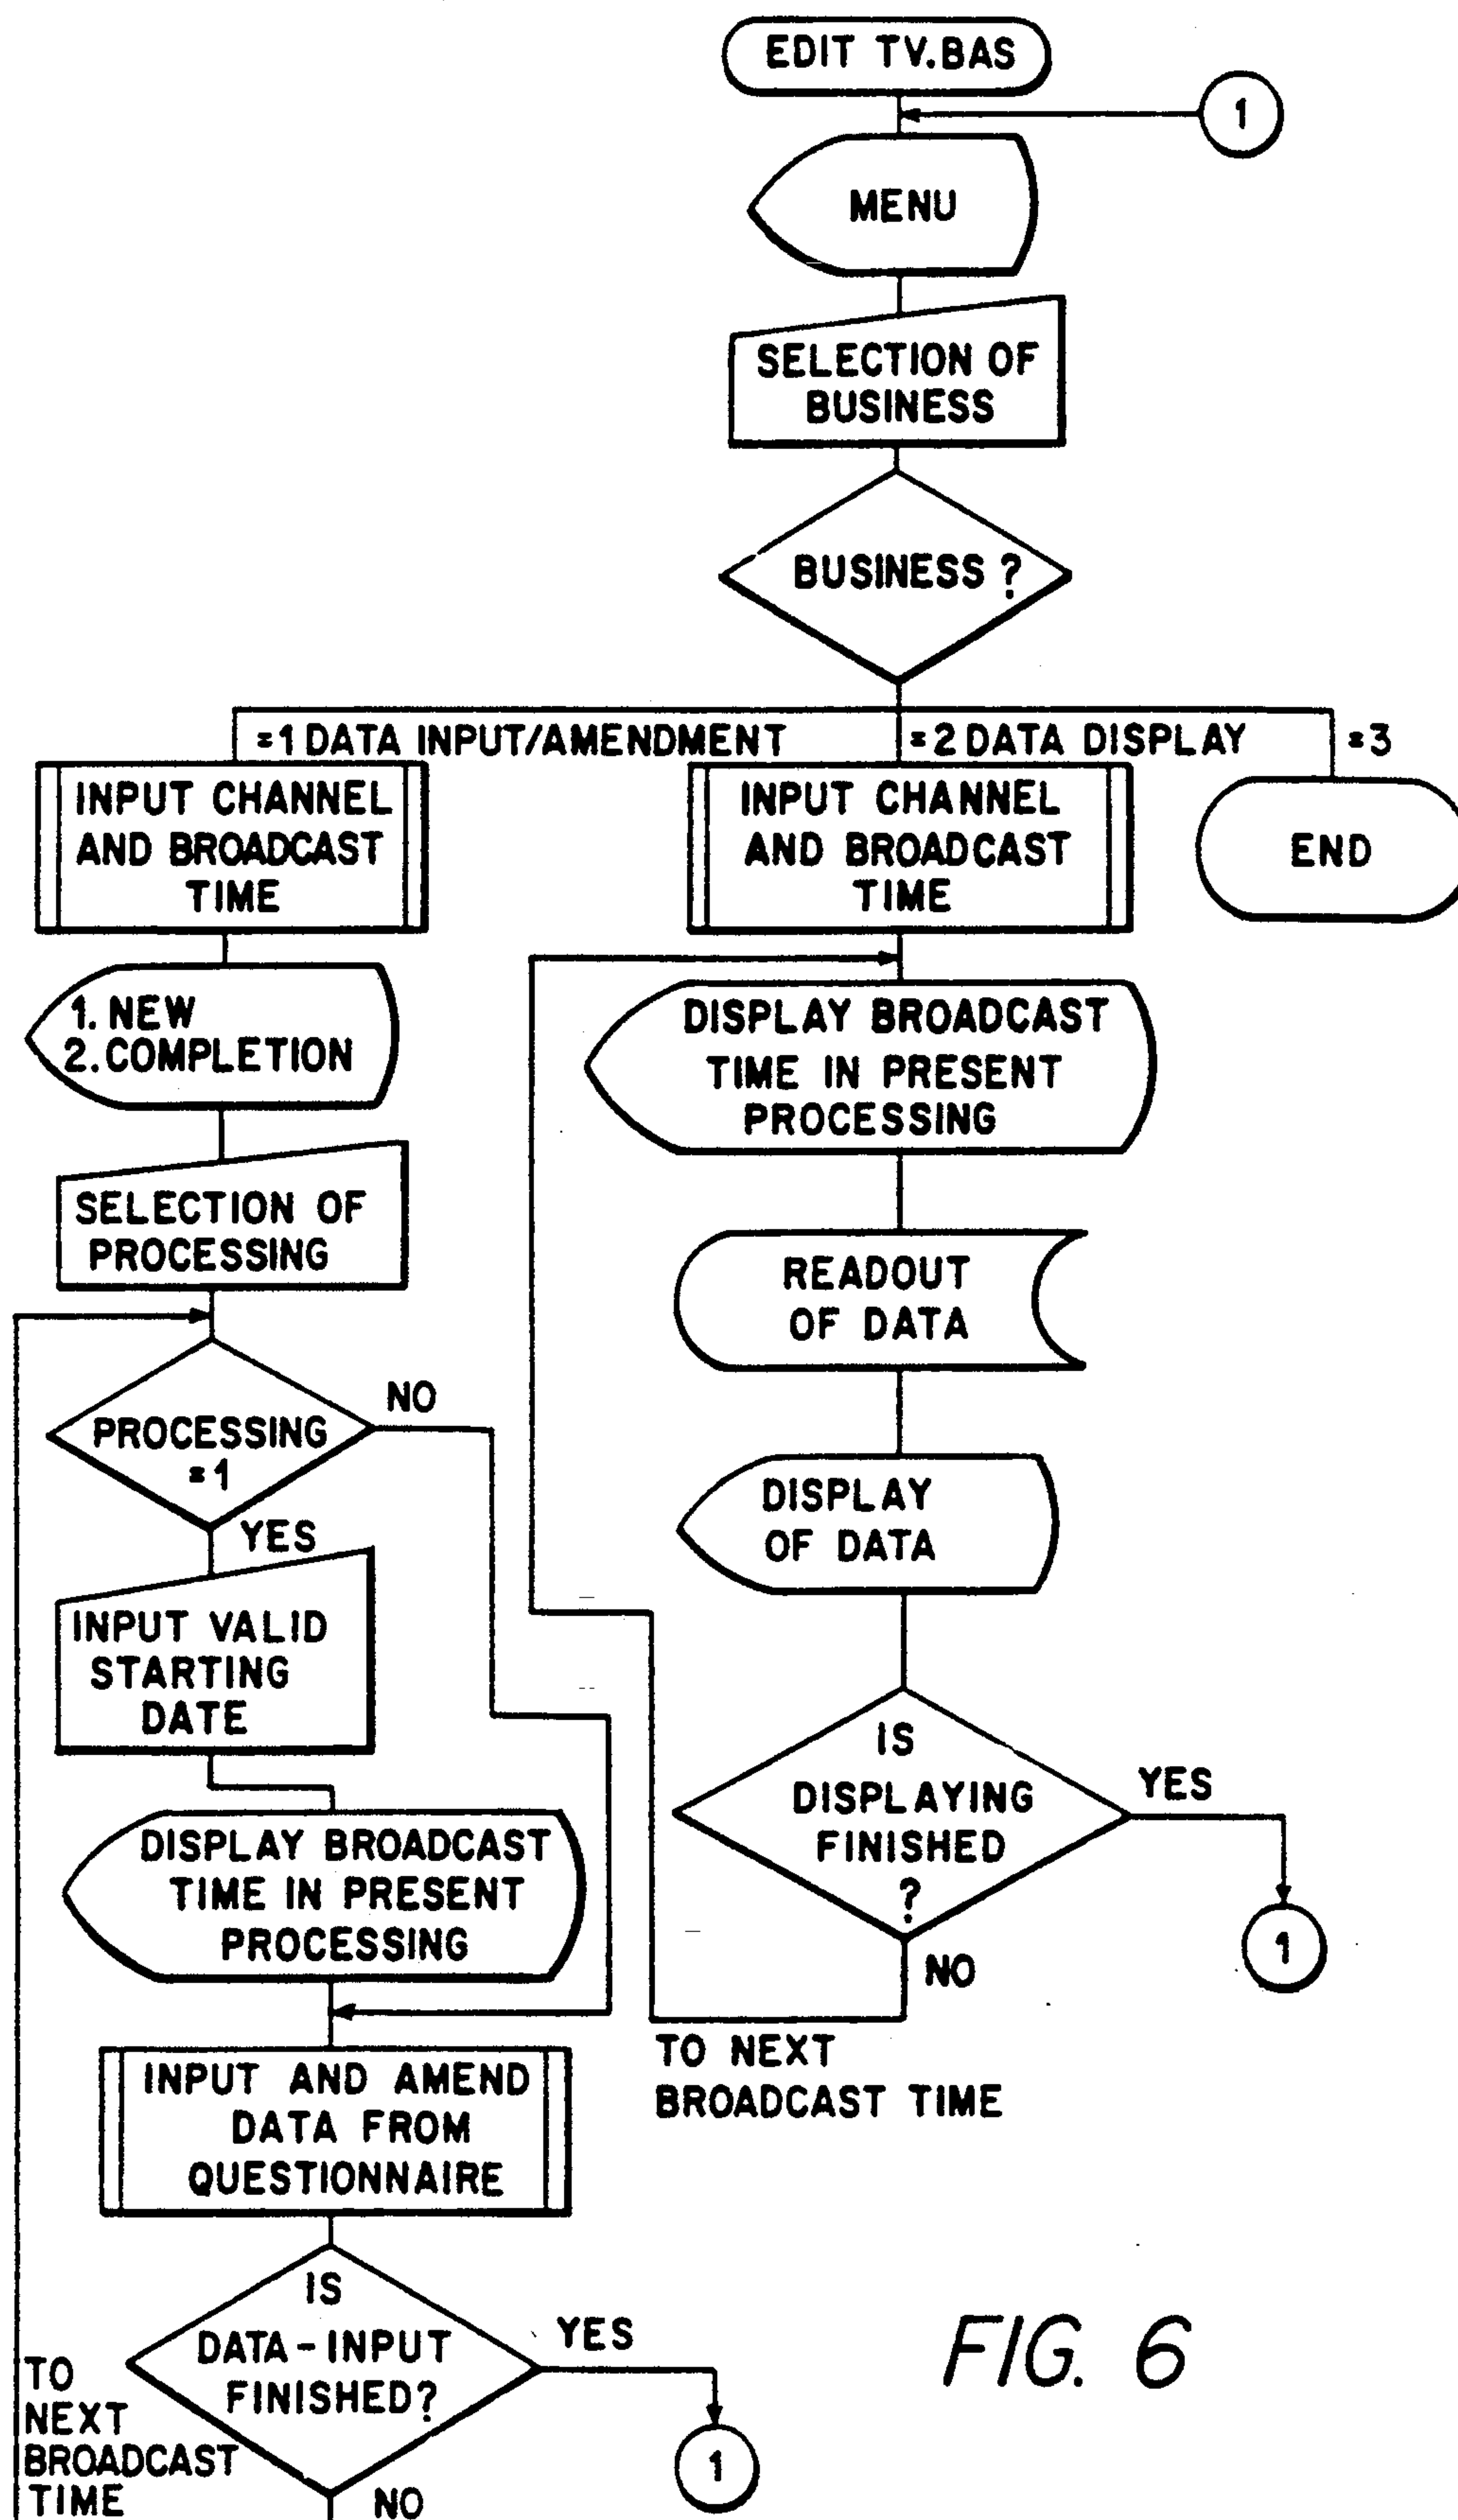 EDIT TV.BAS
1
MENU
SELECTION OF
BUSINESS
BUSINESS ?
=1 DATA INPUT/AMENDMENT
=2 DATA DISPLAY
=3
INPUT CHANNEL
AND BROADCAST
TIME
INPUT CHANNEL
AND BROADCAST
TIME
END
1. NEW
2. COMPLETION
DISPLAY BROADCAST
TIME IN PRESENT
PROCESSING
SELECTION OF
PROCESSING
READOUT
OF DATA
PROCESSING
=1
NO
YES
DISPLAY
OF DATA
INPUT VALID
STARTING
DATE
IS
DISPLAYING
FINISHED
?
YES
1
NO
TO NEXT
BROADCAST TIME
DISPLAY BROADCAST
TIME IN PRESENT
PROCESSING
INPUT AND AMEND
DATA FROM
QUESTIONNAIRE
IS
DATA-INPUT
FINISHED?
YES
1
NO
TO
NEXT
BROADCAST
TIME
FIG. 6